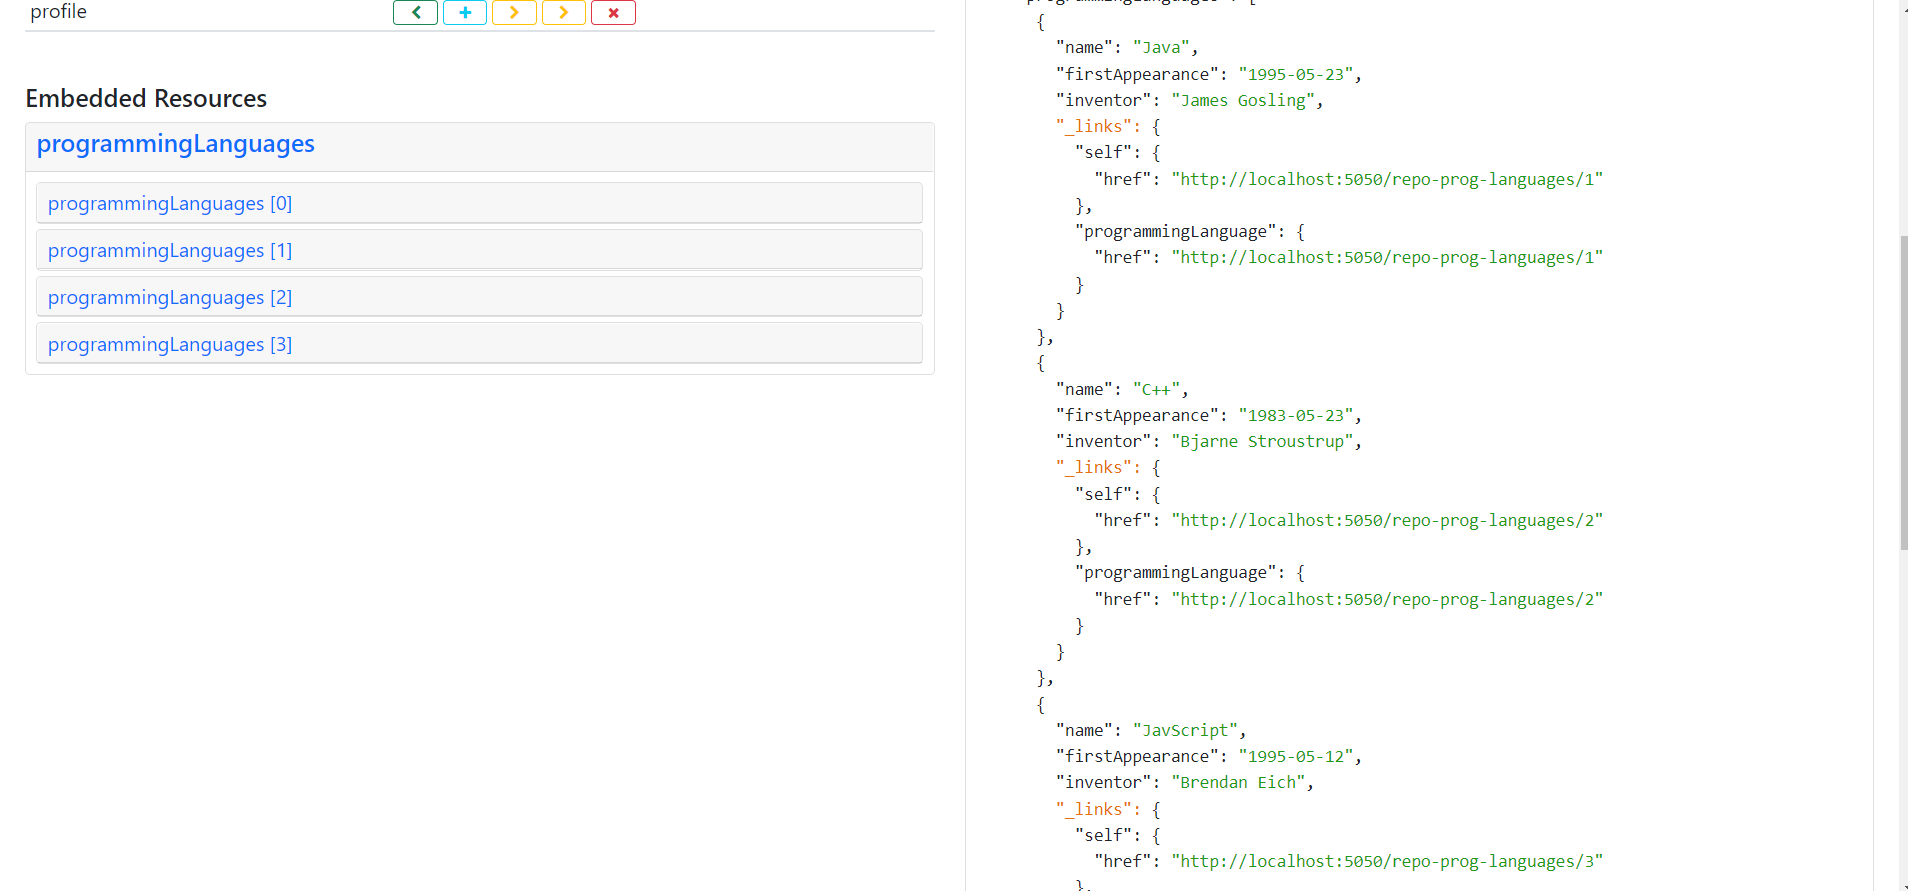 profile
Embedded Resources
programmingLanguages
programmingLanguages [0]
programmingLanguages [1]
programmingLanguages [2]
programmingLanguages [3]
programmingLanguages": [
{
"name": "Java",
"firstAppearance": "1995-05-23",
"inventor": "James Gosling",
"_links": {
"self": {
"href": "http://localhost:5050/repo-prog-languages/1"
},
"programmingLanguage": {
"href": "http://localhost:5050/repo-prog-languages/1"
}
}
},
{
"name": "C++",
"firstAppearance": "1983-05-23",
"inventor": "Bjarne Stroustrup",
"_links": {
"self": {
"href": "http://localhost:5050/repo-prog-languages/2"
},
"programmingLanguage": {
"href": "http://localhost:5050/repo-prog-languages/2"
}
}
},
{
"name": "JavScript",
"firstAppearance": "1995-05-12",
"inventor": "Brendan Eich",
"_links": {
"self": {
"href": "http://localhost:5050/repo-prog-languages/3"
},